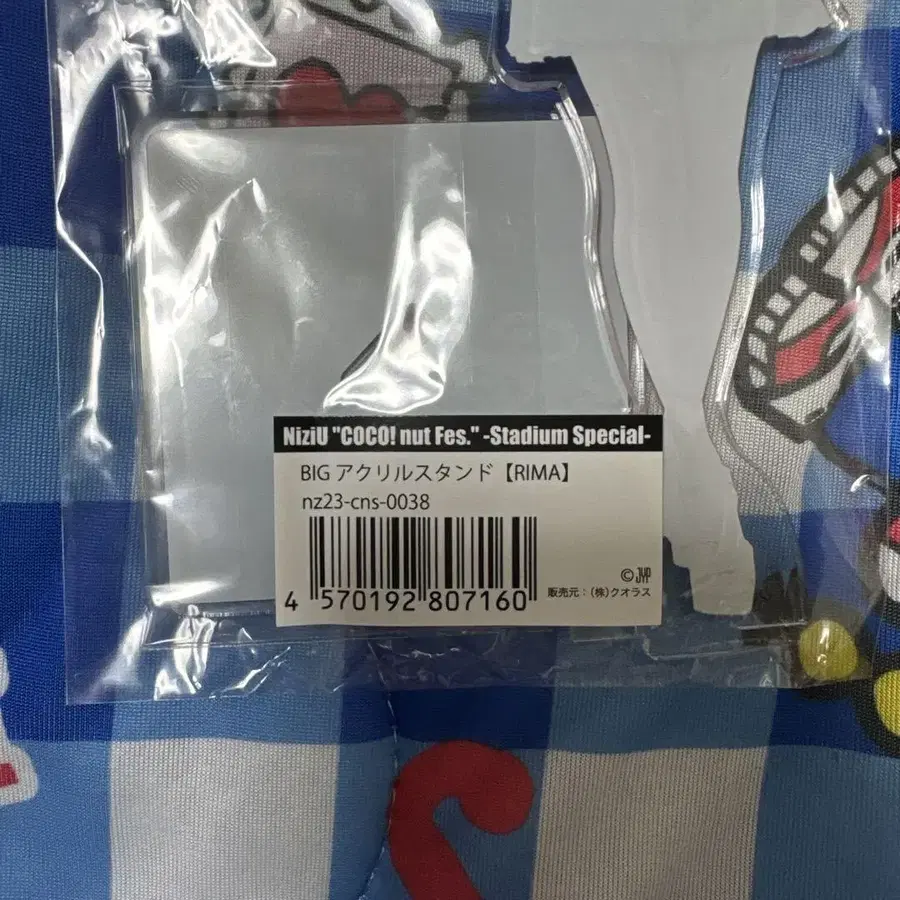 NiziU "COCO! nut Fes." -Stadium Special-
BIG アクリルスタンド【RIMA】
nz23-cns-0038
© JYP
4 570192 807160
販売元：(株)クオラス